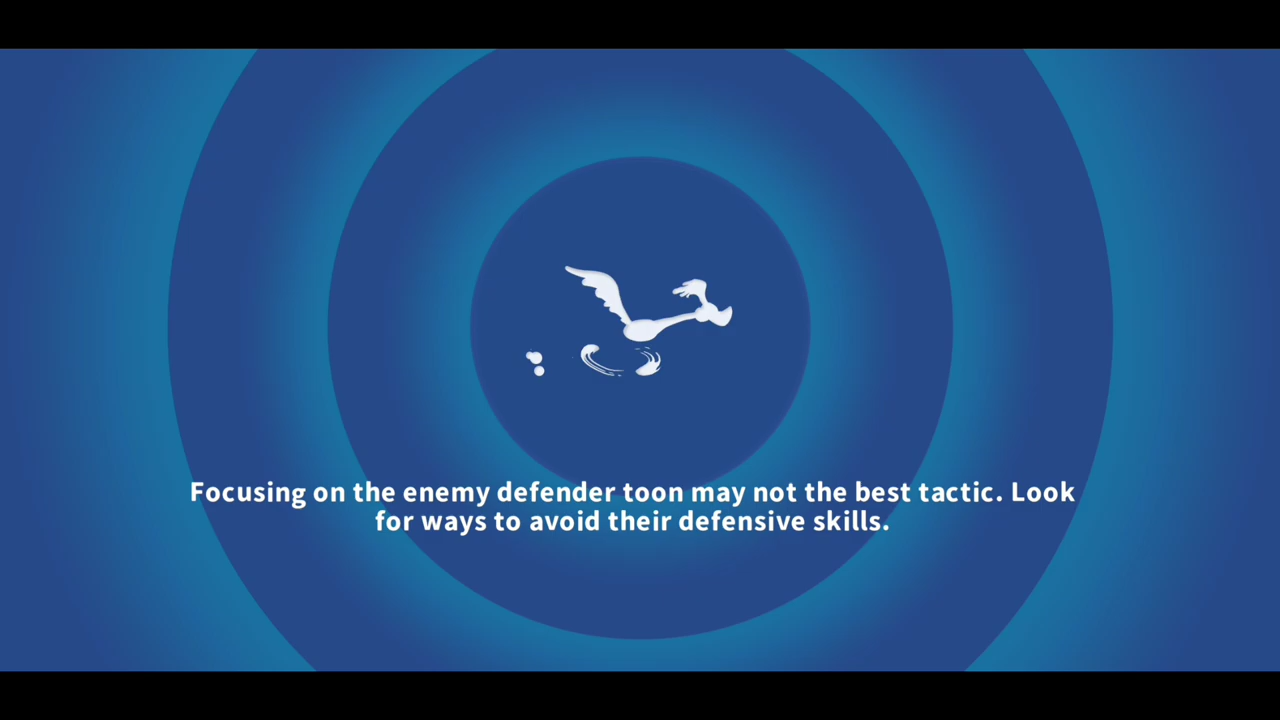 Focusing on the enemy defender toon may not the best tactic. Look
for ways to avoid their defensive skills.